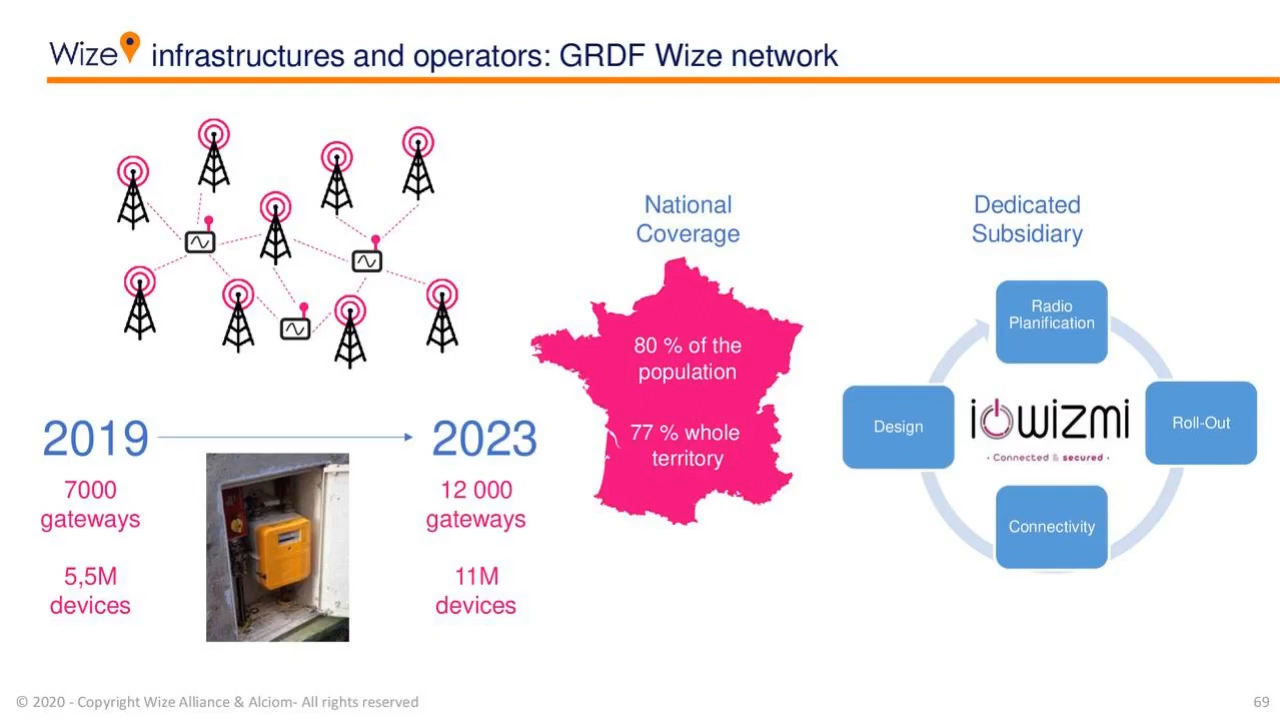 Wize infrastructures and operators: GRDF Wize network
National
Coverage
80 % of the
population
77 % whole
territory
Dedicated
Subsidiary
Radio
Planification
Roll-Out
Connectivity
Design
iowizmi
· Connected & secured ·
2019
7000
gateways
5,5M
devices
2023
12 000
gateways
11M
devices
© 2020 - Copyright Wize Alliance & Alciom- All rights reserved
69